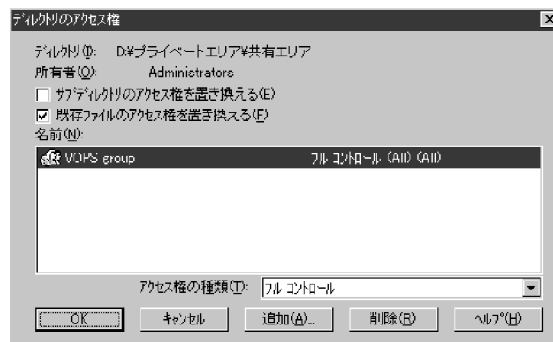 ディレクトリのアクセス権
ディレクトリ(D): D:¥プライベートエリア¥共有エリア
所有者(O): Administrators
サブディレクトリのアクセス権を置き換える(E)
既存ファイルのアクセス権を置き換える(F)
名前(N):
VOPS group フル コントロール (All) (All)
アクセス権の種類(T): フル コントロール
OK キャンセル 追加(A)... 削除(R) ヘルプ(H)